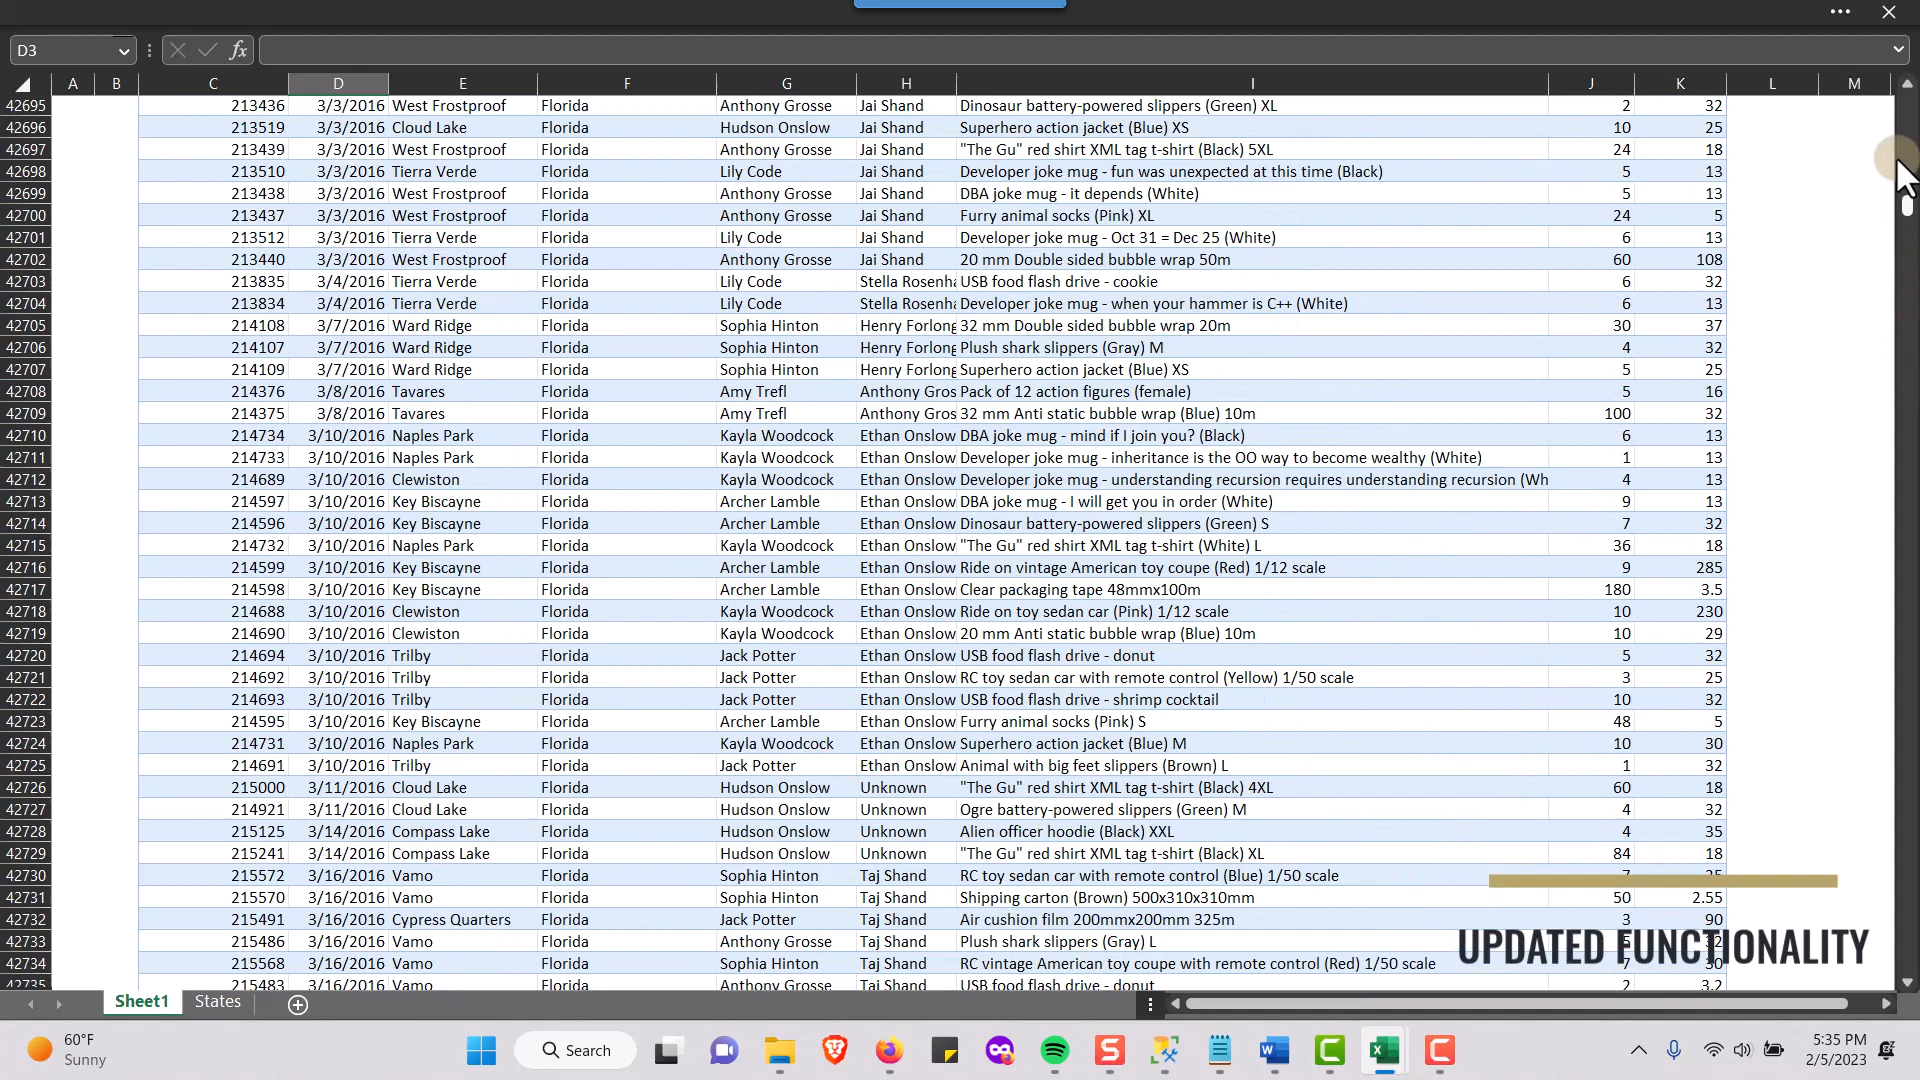 D3
fx
A B C D E F G H I J K L M
42695 213436 3/3/2016 West Frostproof Florida Anthony Grosse Jai Shand Dinosaur battery-powered slippers (Green) XL 2 32
42696 213519 3/3/2016 Cloud Lake Florida Hudson Onslow Jai Shand Superhero action jacket (Blue) XS 10 25
42697 213439 3/3/2016 West Frostproof Florida Anthony Grosse Jai Shand "The Gu" red shirt XML tag t-shirt (Black) 5XL 24 18
42698 213510 3/3/2016 Tierra Verde Florida Lily Code Jai Shand Developer joke mug - fun was unexpected at this time (Black) 5 13
42699 213438 3/3/2016 West Frostproof Florida Anthony Grosse Jai Shand DBA joke mug - it depends (White) 5 13
42700 213437 3/3/2016 West Frostproof Florida Anthony Grosse Jai Shand Furry animal socks (Pink) XL 24 5
42701 213512 3/3/2016 Tierra Verde Florida Lily Code Jai Shand Developer joke mug - Oct 31 = Dec 25 (White) 6 13
42702 213440 3/3/2016 West Frostproof Florida Anthony Grosse Jai Shand 20 mm Double sided bubble wrap 50m 60 108
42703 213835 3/4/2016 Tierra Verde Florida Lily Code Stella Rosenha USB food flash drive - cookie 6 32
42704 213834 3/4/2016 Tierra Verde Florida Lily Code Stella Rosenha Developer joke mug - when your hammer is C++ (White) 6 13
42705 214108 3/7/2016 Ward Ridge Florida Sophia Hinton Henry Forlong 32 mm Double sided bubble wrap 20m 30 37
42706 214107 3/7/2016 Ward Ridge Florida Sophia Hinton Henry Forlong Plush shark slippers (Gray) M 4 32
42707 214109 3/7/2016 Ward Ridge Florida Sophia Hinton Henry Forlong Superhero action jacket (Blue) XS 5 25
42708 214376 3/8/2016 Tavares Florida Amy Trefl Anthony Gros Pack of 12 action figures (female) 5 16
42709 214375 3/8/2016 Tavares Florida Amy Trefl Anthony Gros 32 mm Anti static bubble wrap (Blue) 10m 100 32
42710 214734 3/10/2016 Naples Park Florida Kayla Woodcock Ethan Onslow DBA joke mug - mind if I join you? (Black) 6 13
42711 214733 3/10/2016 Naples Park Florida Kayla Woodcock Ethan Onslow Developer joke mug - inheritance is the OO way to become wealthy (White) 1 13
42712 214689 3/10/2016 Clewiston Florida Kayla Woodcock Ethan Onslow Developer joke mug - understanding recursion requires understanding recursion (Wh 4 13
42713 214597 3/10/2016 Key Biscayne Florida Archer Lamble Ethan Onslow DBA joke mug - I will get you in order (White) 9 13
42714 214596 3/10/2016 Key Biscayne Florida Archer Lamble Ethan Onslow Dinosaur battery-powered slippers (Green) S 7 32
42715 214732 3/10/2016 Naples Park Florida Kayla Woodcock Ethan Onslow "The Gu" red shirt XML tag t-shirt (White) L 36 18
42716 214599 3/10/2016 Key Biscayne Florida Archer Lamble Ethan Onslow Ride on vintage American toy coupe (Red) 1/12 scale 9 285
42717 214598 3/10/2016 Key Biscayne Florida Archer Lamble Ethan Onslow Clear packaging tape 48mmx100m 180 3.5
42718 214688 3/10/2016 Clewiston Florida Kayla Woodcock Ethan Onslow Ride on toy sedan car (Pink) 1/12 scale 10 230
42719 214690 3/10/2016 Clewiston Florida Kayla Woodcock Ethan Onslow 20 mm Anti static bubble wrap (Blue) 10m 10 29
42720 214694 3/10/2016 Trilby Florida Jack Potter Ethan Onslow USB food flash drive - donut 5 32
42721 214692 3/10/2016 Trilby Florida Jack Potter Ethan Onslow RC toy sedan car with remote control (Yellow) 1/50 scale 3 25
42722 214693 3/10/2016 Trilby Florida Jack Potter Ethan Onslow USB food flash drive - shrimp cocktail 10 32
42723 214595 3/10/2016 Key Biscayne Florida Archer Lamble Ethan Onslow Furry animal socks (Pink) S 48 5
42724 214731 3/10/2016 Naples Park Florida Kayla Woodcock Ethan Onslow Superhero action jacket (Blue) M 10 30
42725 214691 3/10/2016 Trilby Florida Jack Potter Ethan Onslow Animal with big feet slippers (Brown) L 1 32
42726 215000 3/11/2016 Cloud Lake Florida Hudson Onslow Unknown "The Gu" red shirt XML tag t-shirt (Black) 4XL 60 18
42727 214921 3/11/2016 Cloud Lake Florida Hudson Onslow Unknown Ogre battery-powered slippers (Green) M 4 32
42728 215125 3/14/2016 Compass Lake Florida Hudson Onslow Unknown Alien officer hoodie (Black) XXL 4 35
42729 215241 3/14/2016 Compass Lake Florida Hudson Onslow Unknown "The Gu" red shirt XML tag t-shirt (Black) XL 84 18
42730 215572 3/16/2016 Vamo Florida Sophia Hinton Taj Shand RC toy sedan car with remote control (Blue) 1/50 scale
42731 215570 3/16/2016 Vamo Florida Sophia Hinton Taj Shand Shipping carton (Brown) 500x310x310mm 50 2.55
42732 215491 3/16/2016 Cypress Quarters Florida Jack Potter Taj Shand Air cushion film 200mmx200mm 325m 3 90
42733 215486 3/16/2016 Vamo Florida Anthony Grosse Taj Shand Plush shark slippers (Gray) L
42734 215568 3/16/2016 Vamo Florida Sophia Hinton Taj Shand RC vintage American toy coupe with remote control (Red) 1/50 scale
42735 215483 3/16/2016 Vamo Florida Anthony Grosse Taj Shand USB food flash drive - donut 2 3.2
UPDATED FUNCTIONALITY
Sheet1 States
60°F
Sunny
Search
5:35 PM
2/5/2023